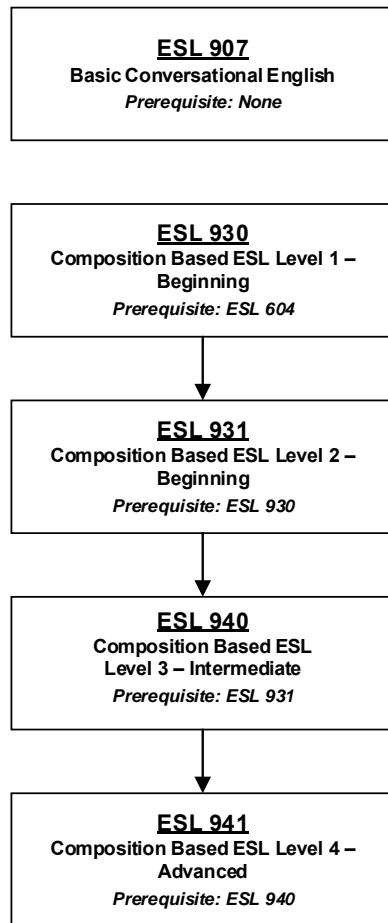 ESL 907
Basic Conversational English
Prerequisite: None
ESL 930
Composition Based ESL Level 1 –
Beginning
Prerequisite: ESL 604
ESL 931
Composition Based ESL Level 2 –
Beginning
Prerequisite: ESL 930
ESL 940
Composition Based ESL
Level 3 – Intermediate
Prerequisite: ESL 931
ESL 941
Composition Based ESL Level 4 –
Advanced
Prerequisite: ESL 940